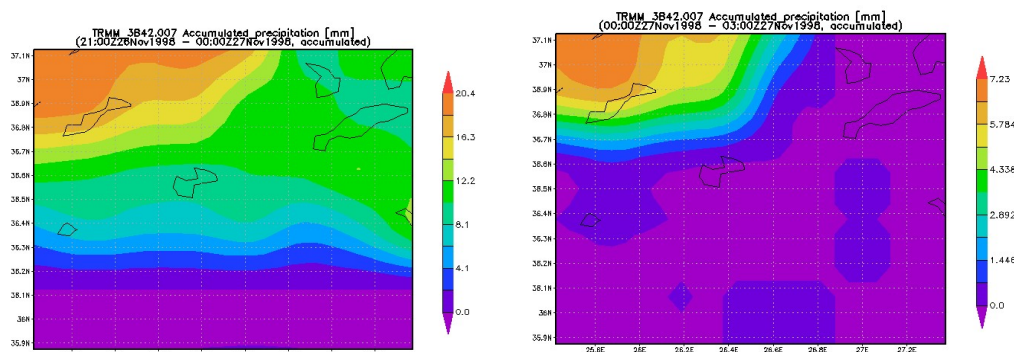 TRMM_3B42.007 Accumulated precipitation [mm]
(21:00Z26Nov1998 - 00:00Z27Nov1998, accumulated)
37.1N
37N
36.9N
36.8N
36.7N
36.6N
36.5N
36.4N
36.3N
36.2N
36.1N
36N
35.9N
20.4
16.3
12.2
8.1
4.1
0.0
TRMM_3B42.007 Accumulated precipitation [mm]
(00:00Z27Nov1998 - 03:00Z27Nov1998, accumulated)
37.1N
37N
36.9N
36.8N
36.7N
36.6N
36.5N
36.4N
36.3N
36.2N
36.1N
36N
35.9N
25.6E 25.8E 26E 26.2E 26.4E 26.6E 26.8E 27E 27.2E
7.23
5.784
4.338
2.892
1.446
0.0